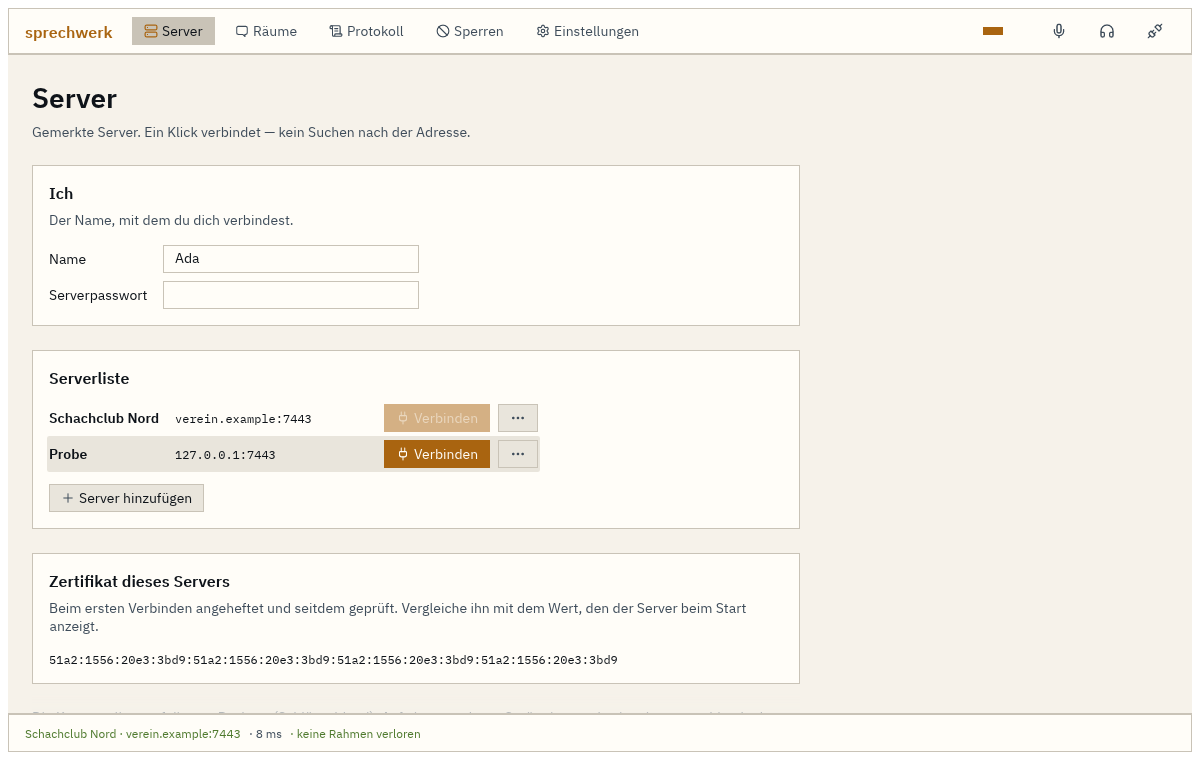 sprechwerk Server Räume Protokoll Sperren Einstellungen
Server
Gemerkte Server. Ein Klick verbindet — kein Suchen nach der Adresse.
Ich
Der Name, mit dem du dich verbindest.
Name Ada
Serverpasswort
Serverliste
Schachclub Nord verein.example:7443 Verbinden ···
Probe 127.0.0.1:7443 Verbinden ···
Server hinzufügen
Zertifikat dieses Servers
Beim ersten Verbinden angeheftet und seitdem geprüft. Vergleiche ihn mit dem Wert, den der Server beim Start
anzeigt.
51a2:1556:20e3:3bd9:51a2:1556:20e3:3bd9:51a2:1556:20e3:3bd9:51a2:1556:20e3:3bd9
Schachclub Nord · verein.example:7443 · 8 ms · keine Rahmen verloren